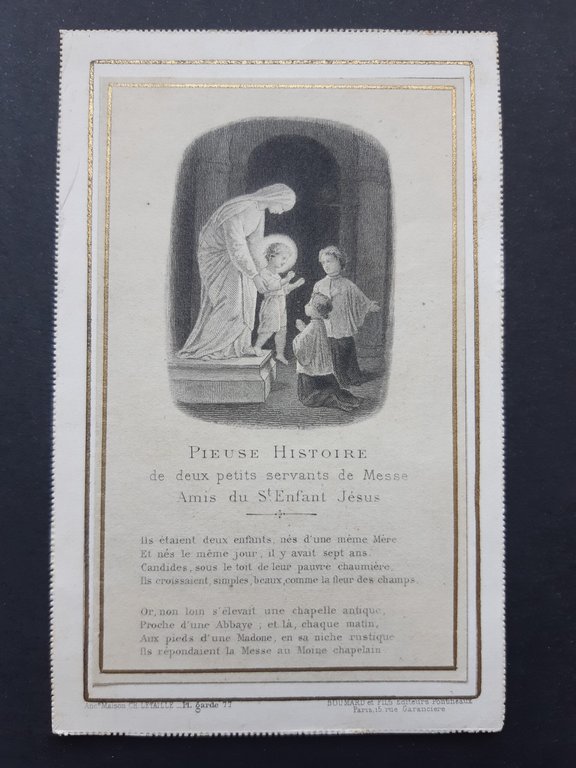 PIEUSE HISTOIRE
de deux petits servants de Messe
Amis du St Enfant Jésus
Ils étaient deux enfants, nés d'une même Mère
Et nés le même jour, il y avait sept ans.
Candides, sous le toit de leur pauvre chaumière,
Ils croissaient, simples, beaux, comme la fleur des champs.
Or, non loin s'élevait une chapelle antique,
Proche d'une Abbaye ; et là, chaque matin,
Aux pieds d'une Madone, en sa niche rustique
Ils répondaient la Messe au Moine chapelain.
Ancne Maison CH. LETAILLE _ Pl. garde 77
BOUMARD et FILS Editeurs Pontificaux
Paris, 15 rue Garancière